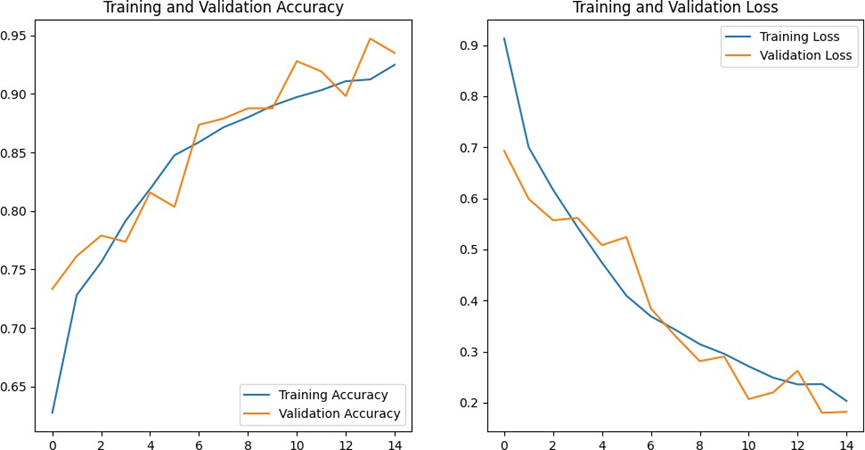 Training and Validation Accuracy
0.95
0.90
0.85
0.80
0.75
0.70
0.65
0 2 4 6 8 10 12 14
Training Accuracy
Validation Accuracy
Training and Validation Loss
0.9
0.8
0.7
0.6
0.5
0.4
0.3
0.2
0 2 4 6 8 10 12 14
Training Loss
Validation Loss